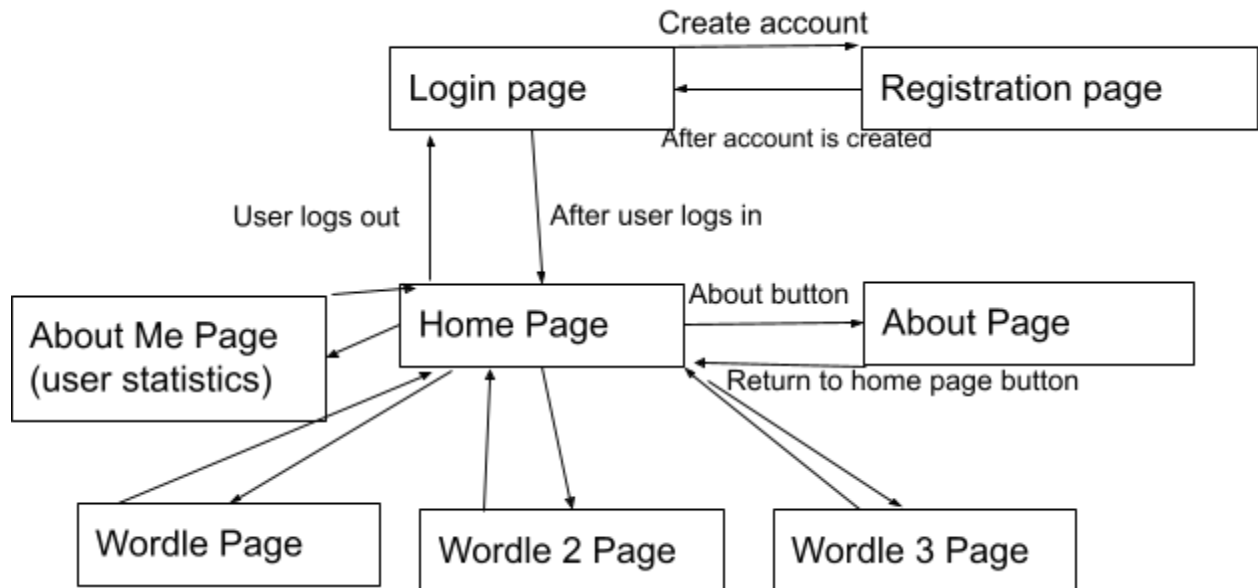 Create account
Login page
Registration page
After account is created
User logs out
After user logs in
About button
About Me Page
(user statistics)
Home Page
About Page
Return to home page button
Wordle Page
Wordle 2 Page
Wordle 3 Page